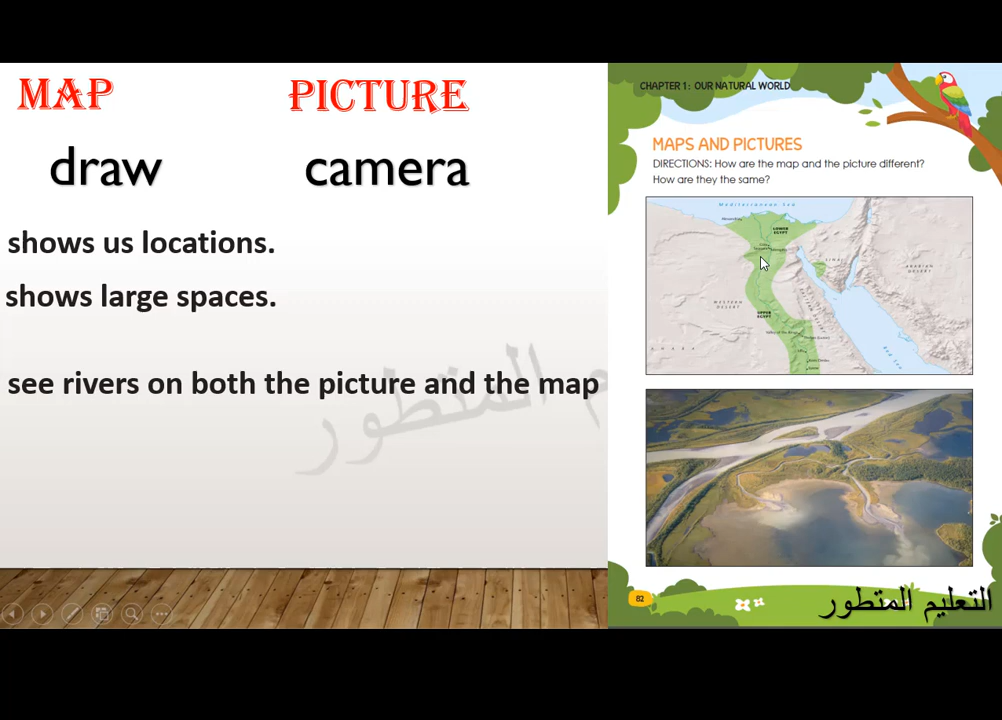 MAP PICTURE
draw camera
shows us locations.
shows large spaces.
see rivers on both the picture and the map
م المتطور
CHAPTER 1: OUR NATURAL WORLD
MAPS AND PICTURES
DIRECTIONS: How are the map and the picture different?
How are they the same?
Mediterranean Sea
LOWER
EGYPT
SINAI
ARABIAN
DESERT
WESTERN
DESERT
UPPER
EGYPT
SAHARA
Red Sea
82
التعليم المتطور